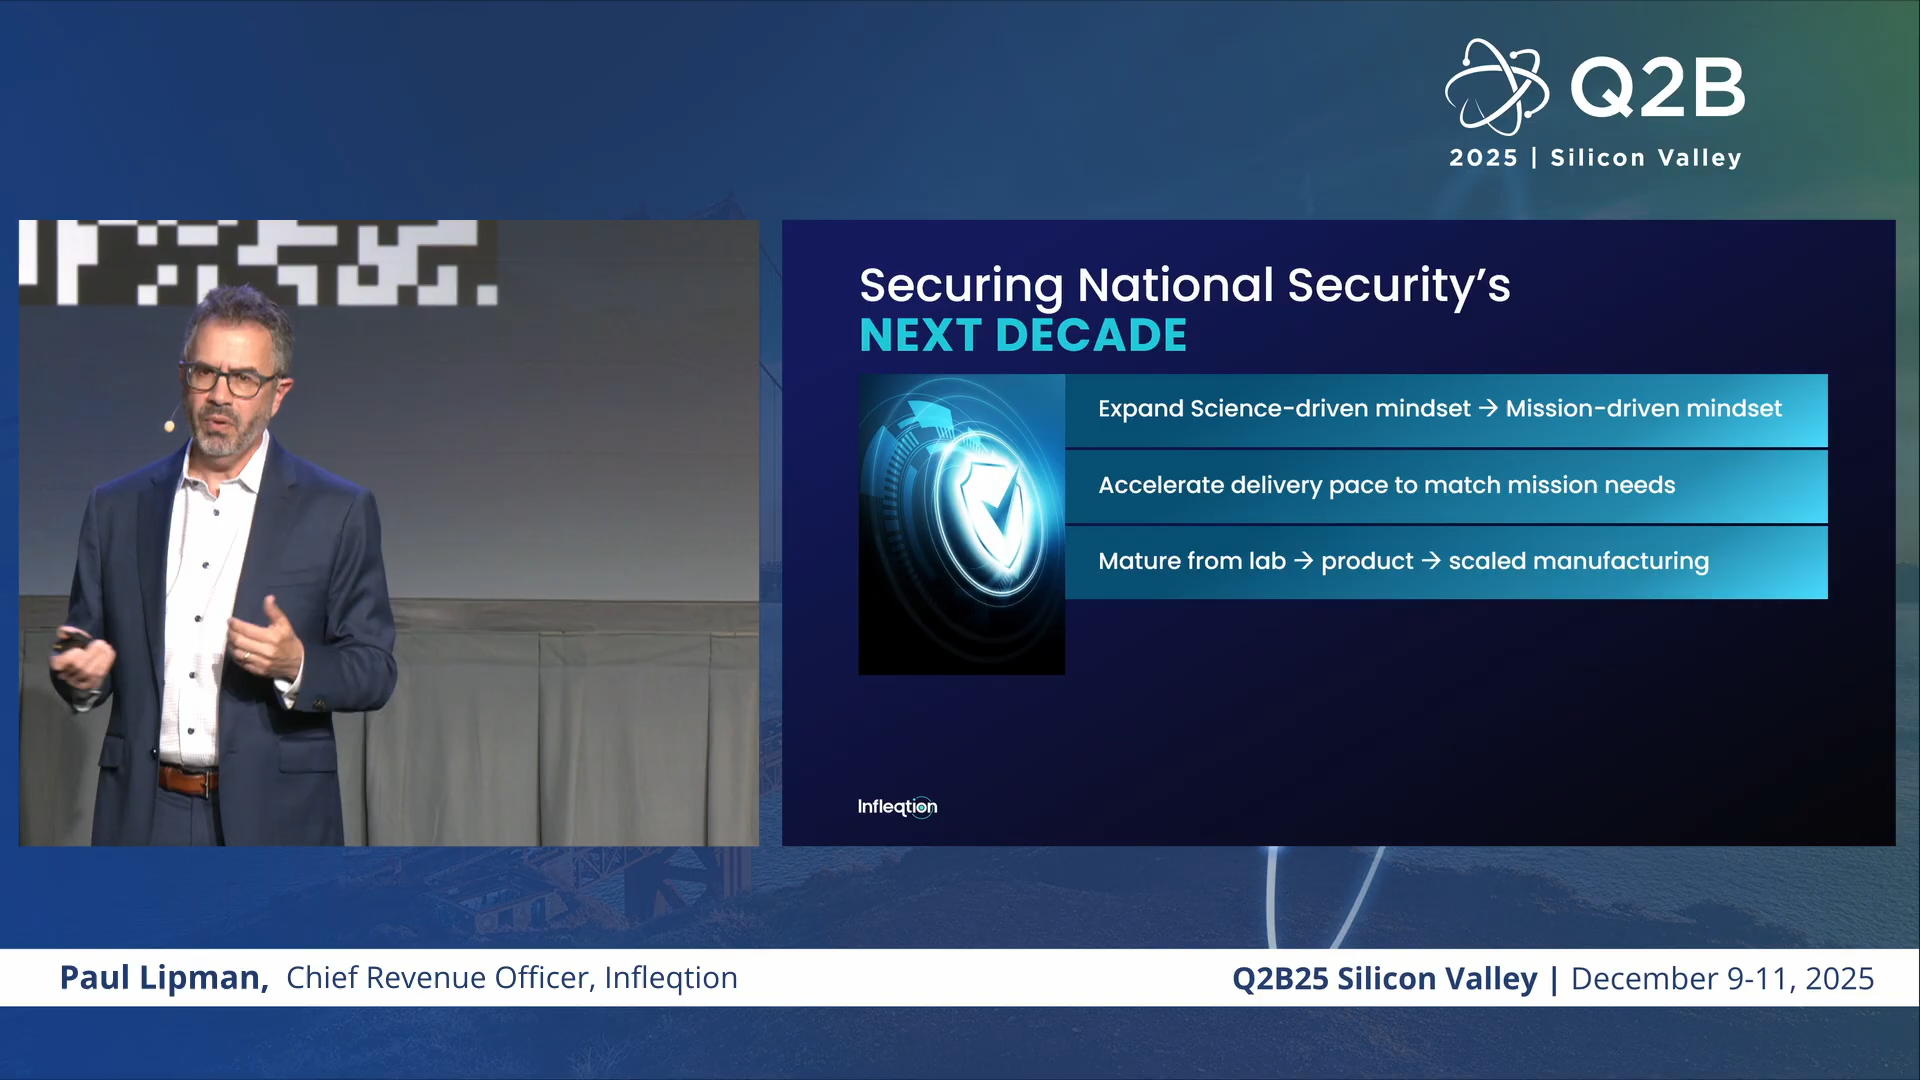 Q2B
2025 | Silicon Valley
Securing National Security’s
NEXT DECADE
Expand Science-driven mindset → Mission-driven mindset
Accelerate delivery pace to match mission needs
Mature from lab → product → scaled manufacturing
Infleqtion
Paul Lipman, Chief Revenue Officer, Infleqtion
Q2B25 Silicon Valley | December 9-11, 2025